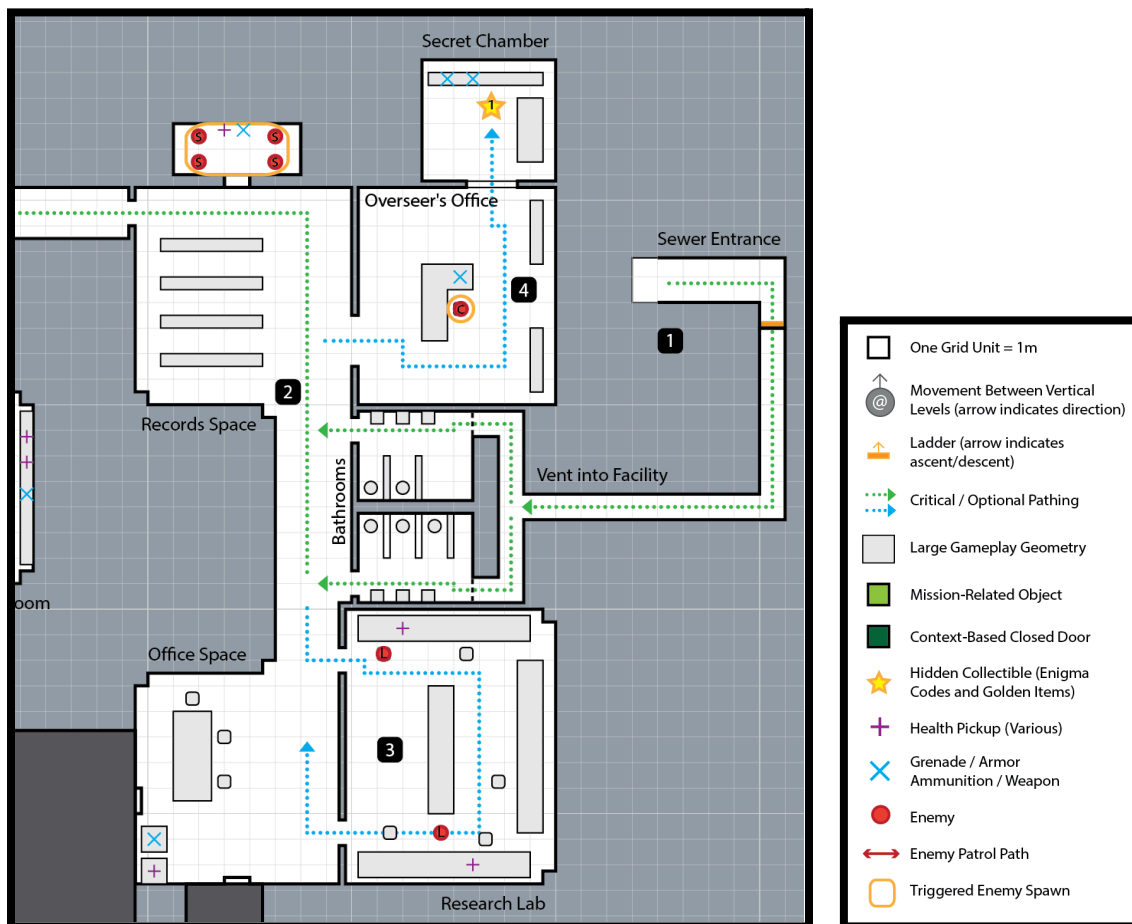 Secret Chamber
1
S
S
S
S
Overseer's Office
Sewer Entrance
4
C
1
2
Records Space
Vent into Facility
Bathrooms
oom
Office Space
L
3
L
Research Lab
One Grid Unit = 1m
@
Movement Between Vertical
Levels (arrow indicates direction)
Ladder (arrow indicates
ascent/descent)
Critical / Optional Pathing
Large Gameplay Geometry
Mission-Related Object
Context-Based Closed Door
Hidden Collectible (Enigma
Codes and Golden Items)
Health Pickup (Various)
Grenade / Armor
Ammunition / Weapon
Enemy
Enemy Patrol Path
Triggered Enemy Spawn